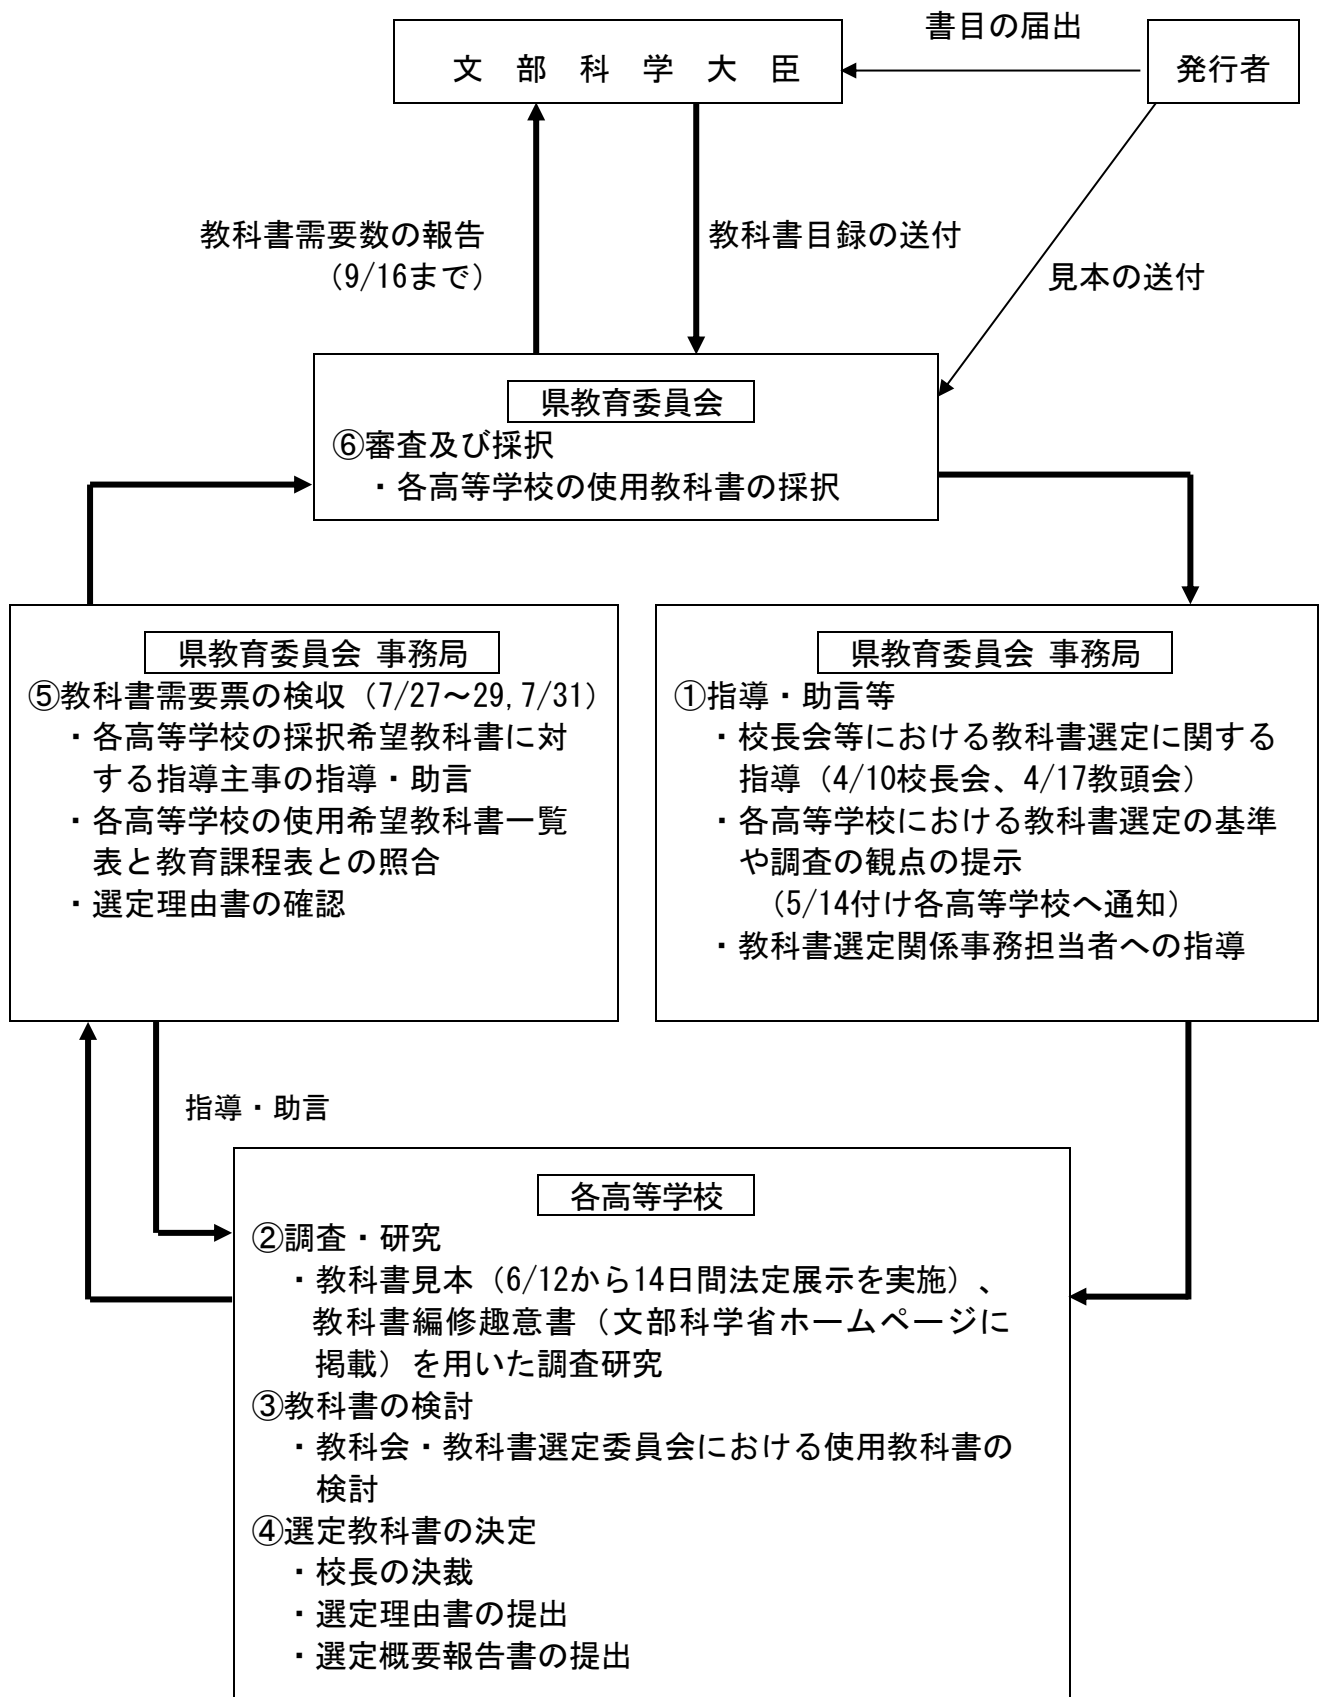 書目の届出
文 部 科 学 大 臣
発行者
教科書需要数の報告
（9/16まで）
教科書目録の送付
見本の送付
県教育委員会
⑥審査及び採択
・各高等学校の使用教科書の採択
県教育委員会 事務局
⑤教科書需要票の検収（7/27～29, 7/31）
・各高等学校の採択希望教科書に対
する指導主事の指導・助言
・各高等学校の使用希望教科書一覧
表と教育課程表との照合
・選定理由書の確認
県教育委員会 事務局
①指導・助言等
・校長会等における教科書選定に関する
指導（4/10校長会、4/17教頭会）
・各高等学校における教科書選定の基準
や調査の観点の提示
（5/14付け各高等学校へ通知）
・教科書選定関係事務担当者への指導
指導・助言
各高等学校
②調査・研究
・教科書見本（6/12から14日間法定展示を実施）、
教科書編修趣意書（文部科学省ホームページに
掲載）を用いた調査研究
③教科書の検討
・教科会・教科書選定委員会における使用教科書の
検討
④選定教科書の決定
・校長の決裁
・選定理由書の提出
・選定概要報告書の提出